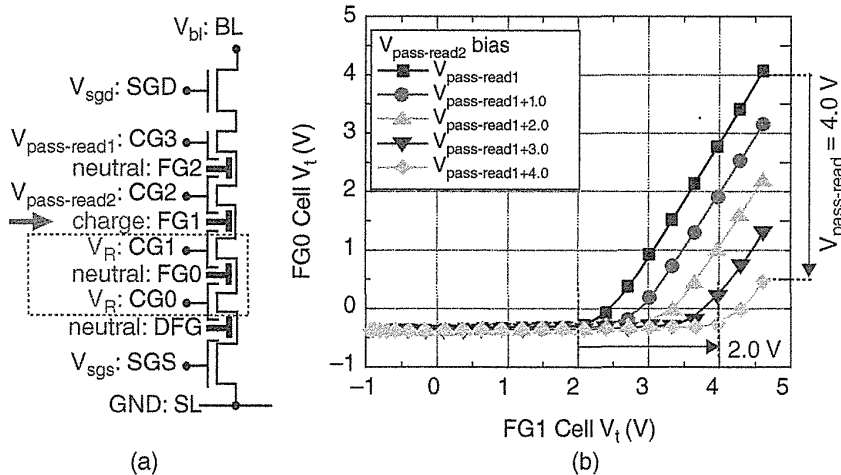 V_bl: BL
V_sgd: SGD
V_pass-read1: CG3
neutral: FG2
V_pass-read2: CG2
charge: FG1
V_R: CG1
neutral: FG0
V_R: CG0
neutral: DFG
V_sgs: SGS
GND: SL
(a)
FG0 Cell V_t (V)
5
4
3
2
1
0
−1
V_pass-read2 bias
V_pass-read1
V_pass-read1+1.0
V_pass-read1+2.0
V_pass-read1+3.0
V_pass-read1+4.0
V_pass-read = 4.0 V
2.0 V
−1 0 1 2 3 4 5
FG1 Cell V_t (V)
(b)